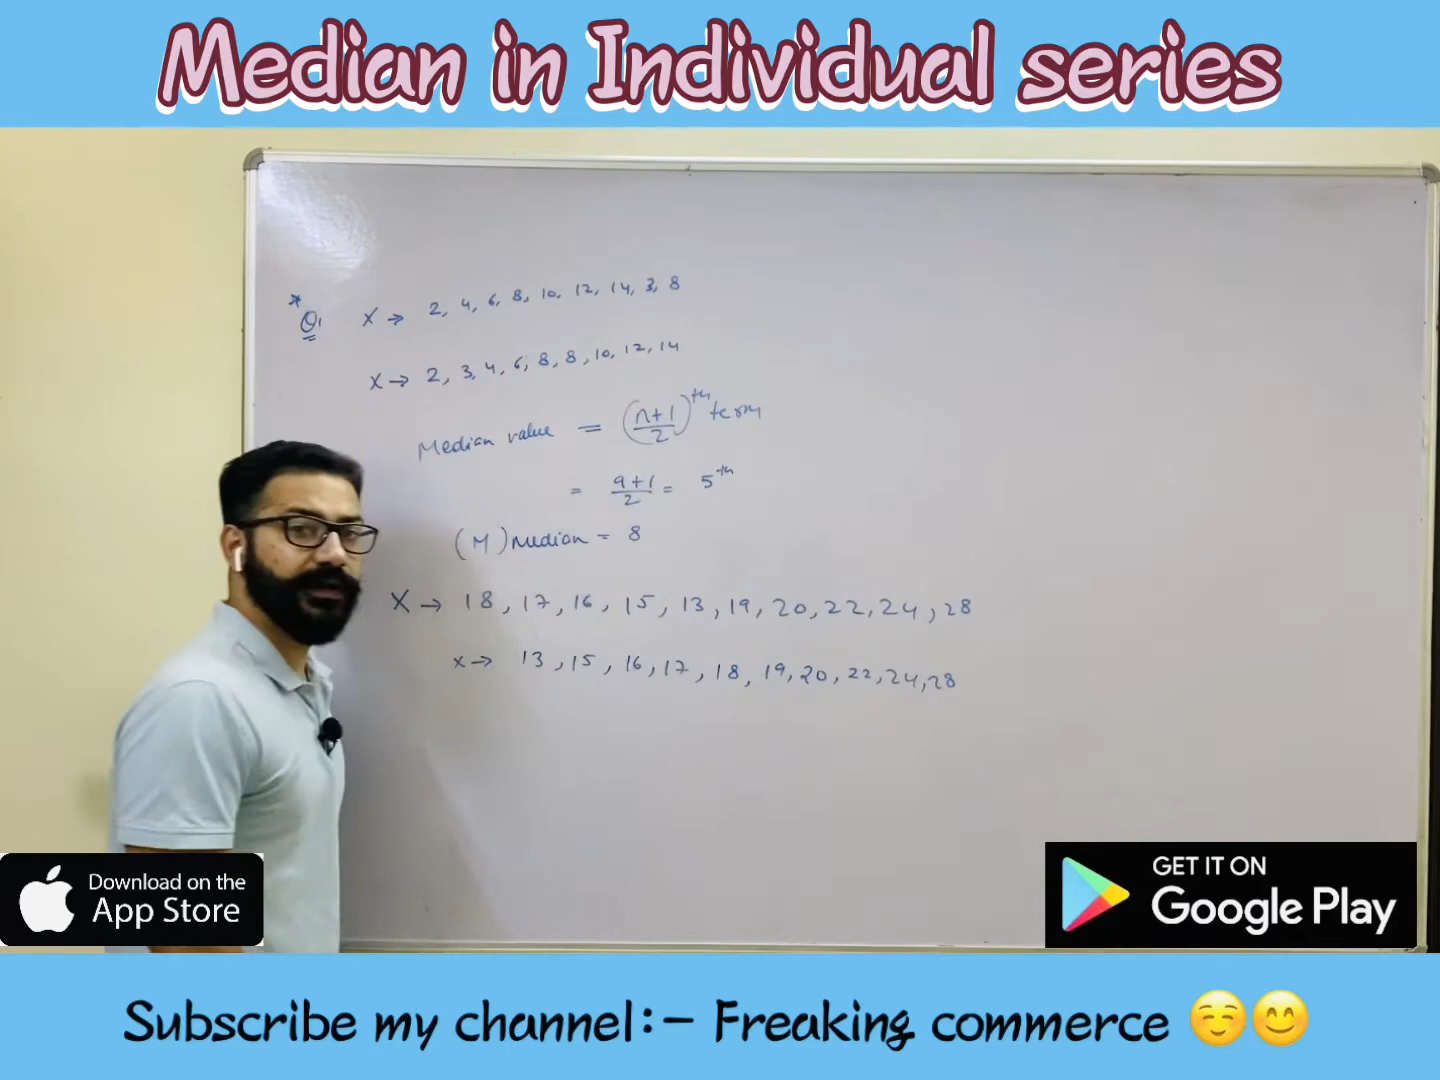 Median in Individual series
*
Q1 X → 2, 4, 6, 8, 10, 12, 14, 3, 8
X → 2, 3, 4, 6, 8, 8, 10, 12, 14
Median value = (n+1/2)th term
= 9+1/2 = 5th
(M) Median = 8
X → 18, 17, 16, 15, 13, 19, 20, 22, 24, 28
x → 13, 15, 16, 17, 18, 19, 20, 22, 24, 28
Download on the
App Store
GET IT ON
Google Play
Subscribe my channel:- Freaking commerce ☺️😊